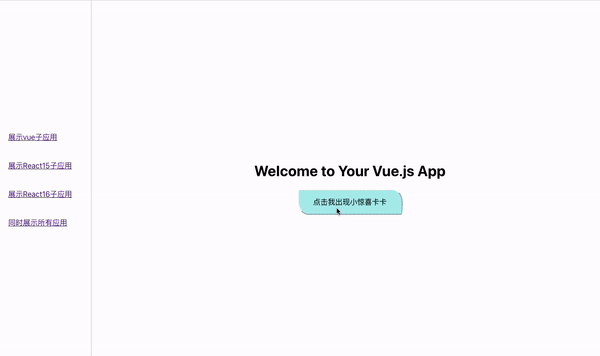 展示vue子应用
展示React15子应用
展示React16子应用
同时展示所有应用
Welcome to Your Vue.js App
点击我出现小惊喜卡卡